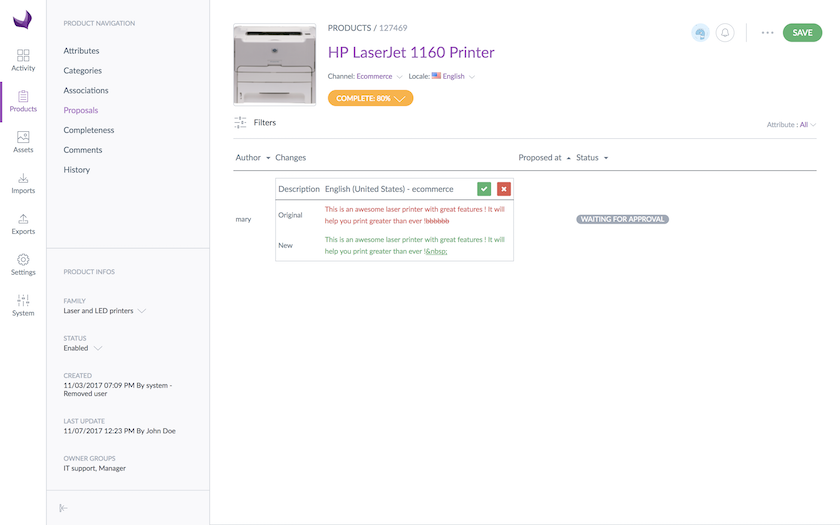 Activity
Products
Assets
Imports
Exports
Settings
System
PRODUCT NAVIGATION
Attributes
Categories
Associations
Proposals
Completeness
Comments
History
PRODUCT INFOS
FAMILY
Laser and LED printers
STATUS
Enabled
CREATED
11/03/2017 07:09 PM By system -
Removed user
LAST UPDATE
11/07/2017 12:23 PM By John Doe
OWNER GROUPS
IT support, Manager
PRODUCTS / 127469
SAVE
HP LaserJet 1160 Printer
Channel: Ecommerce Locale: English
COMPLETE: 80%
Filters
Attribute : All
Author Changes Proposed at Status
Description English (United States) - ecommerce
mary
Original
This is an awesome laser printer with great features ! It will
help you print greater than ever !bbbbbb
New
This is an awesome laser printer with great features ! It will
help you print greater than ever !&nbsp;
WAITING FOR APPROVAL